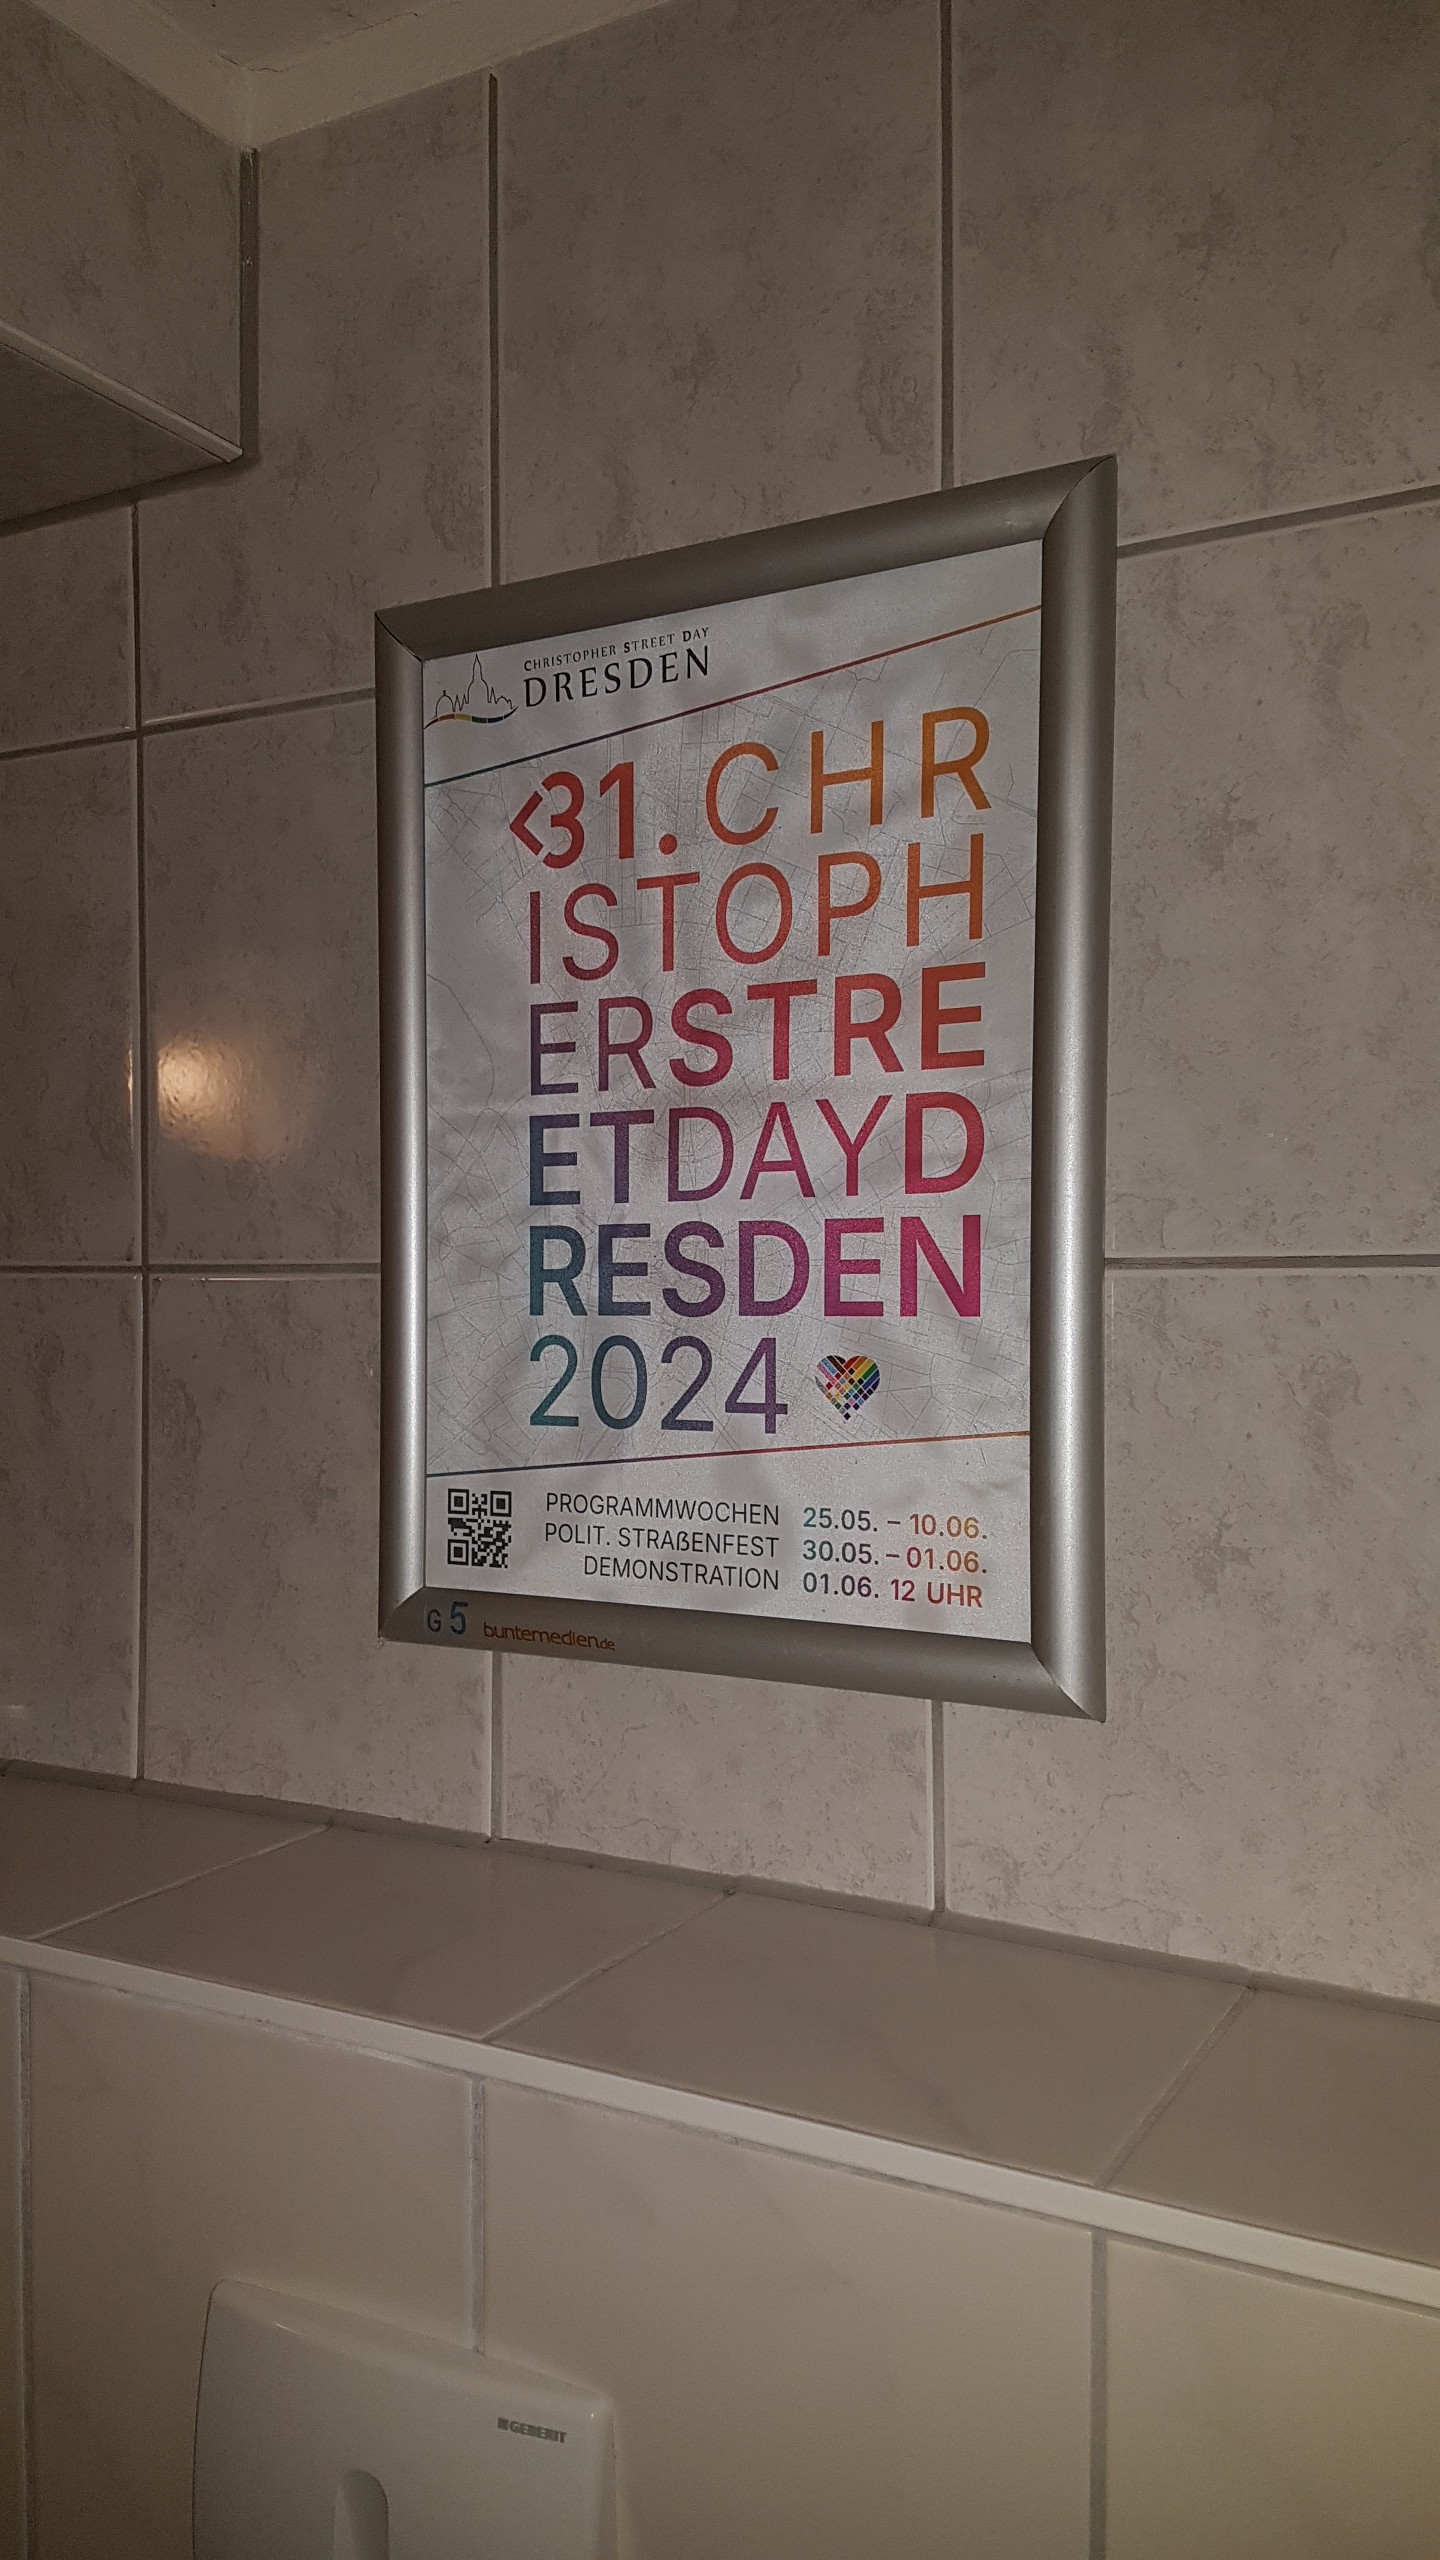 CHRISTOPHER STREET DAY
DRESDEN
<31. CHR
ISTOPH
ERSTRE
ETDAYD
RESDEN
2024
PROGRAMMWOCHEN 25.05. – 10.06.
POLIT. STRAßENFEST 30.05. – 01.06.
DEMONSTRATION 01.06. 12 UHR
G 5 buntemedien.de
GEBERIT